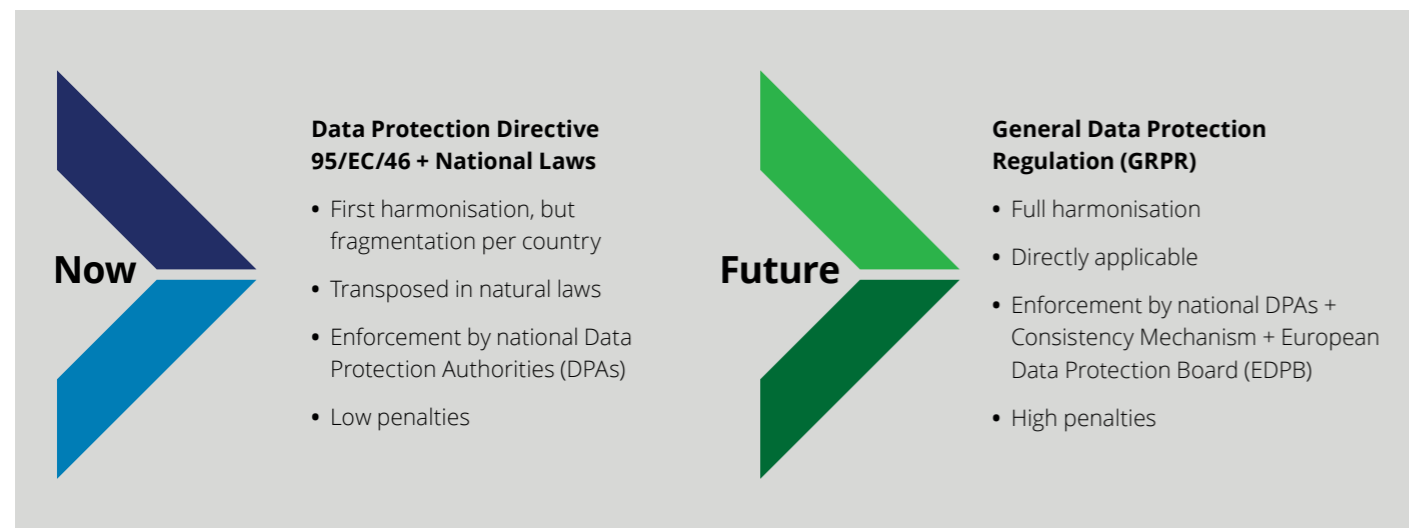 Now
Data Protection Directive
95/EC/46 + National Laws
• First harmonisation, but
fragmentation per country
• Transposed in natural laws
• Enforcement by national Data
Protection Authorities (DPAs)
• Low penalties
Future
General Data Protection
Regulation (GRPR)
• Full harmonisation
• Directly applicable
• Enforcement by national DPAs +
Consistency Mechanism + European
Data Protection Board (EDPB)
• High penalties